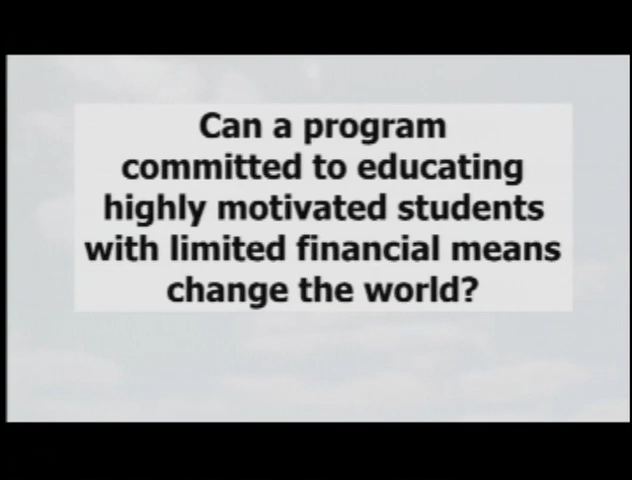 Can a program
committed to educating
highly motivated students
with limited financial means
change the world?